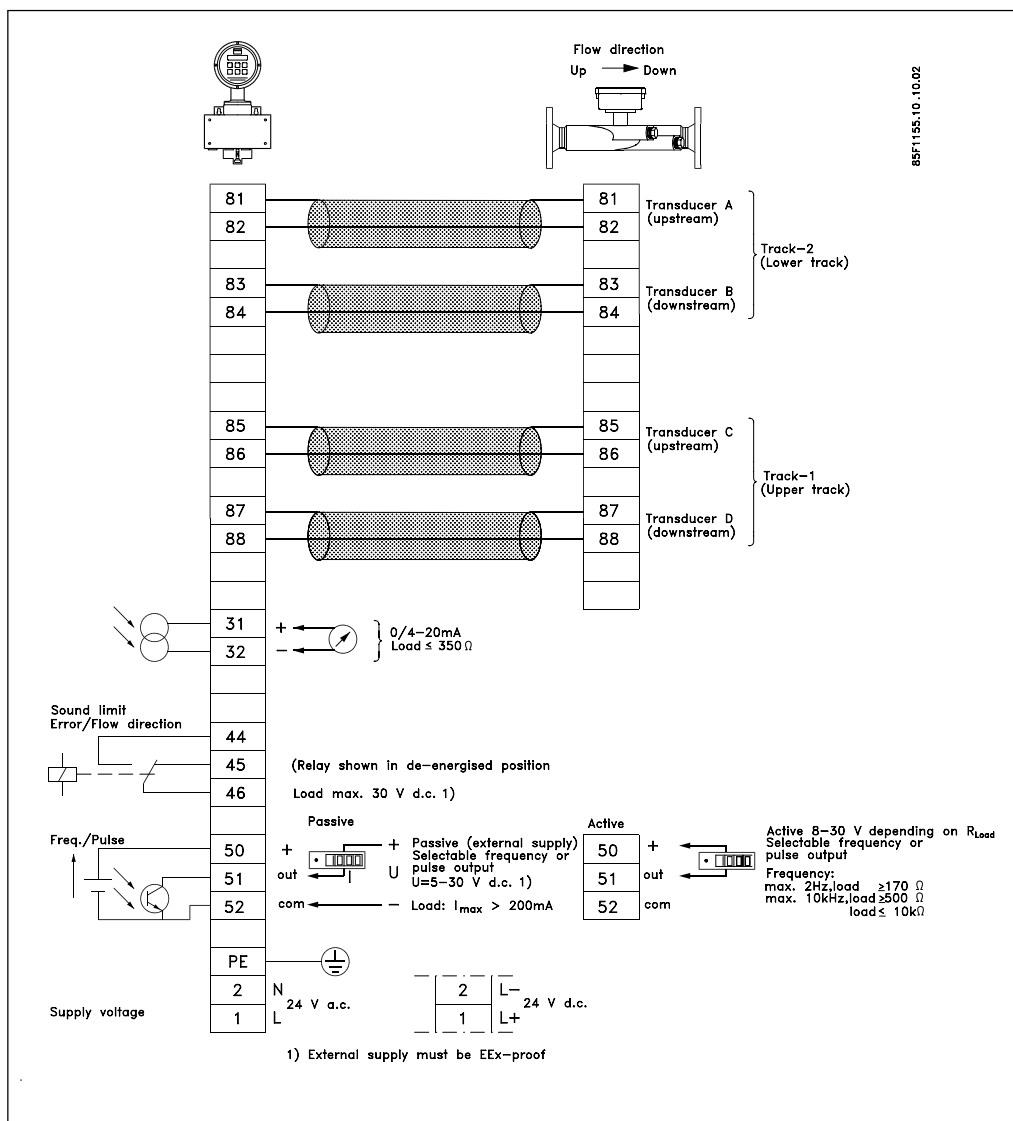 Flow direction
Up Down
85F1155.10.10.02
81 81 Transducer A
(upstream)
82 82
Track-2
(Lower track)
83 83 Transducer B
(downstream)
84 84
85 85 Transducer C
(upstream)
86 86
Track-1
(Upper track)
87 87 Transducer D
(downstream)
88 88
31 +
32 −
0/4-20mA
Load ≤ 350 Ω
Sound limit
Error/Flow direction
44
45 (Relay shown in de-energised position
46 Load max. 30 V d.c. 1)
Freq./Pulse
Passive
50 + +
51 out U
52 com −
Passive (external supply)
Selectable frequency or
pulse output
U=5-30 V d.c. 1)
Load: Imax > 200mA
Active
50 +
51 out
52 com
Active 8-30 V depending on RLoad
Selectable frequency or
pulse output
Frequency:
max. 2Hz,load ≥170 Ω
max. 10kHz,load ≥500 Ω
load ≤ 10kΩ
PE
Supply voltage
2 N
1 L
24 V a.c.
2 L−
1 L+
24 V d.c.
1) External supply must be EEx-proof